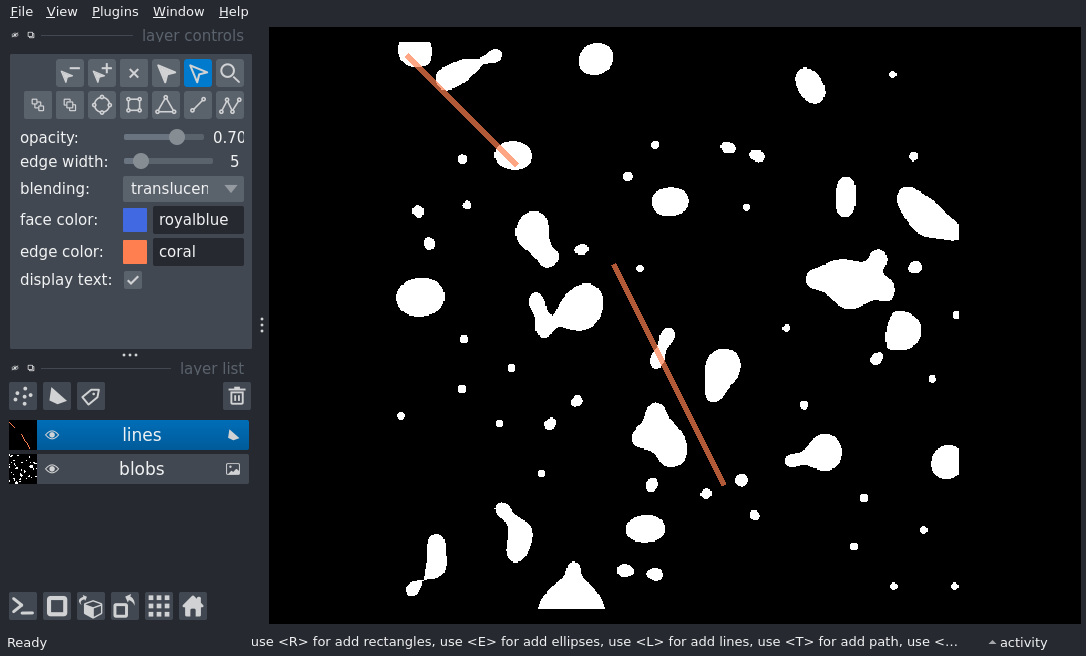 File View Plugins Window Help
layer controls
opacity: 0.70
edge width: 5
blending: translucen
face color: royalblue
edge color: coral
display text:
layer list
lines
blobs
Ready use <R> for add rectangles, use <E> for add ellipses, use <L> for add lines, use <T> for add path, use <... activity